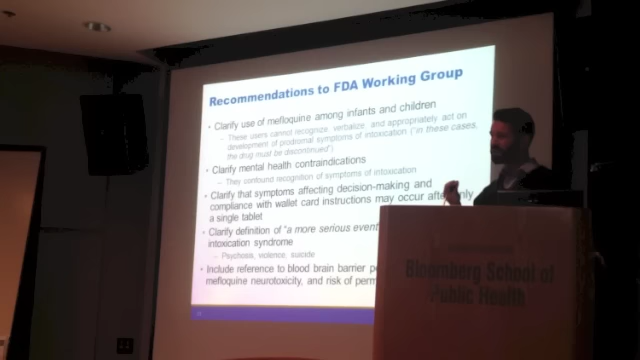 Recommendations to FDA Working Group
• Clarify use of mefloquine among infants and children
– These users cannot recognize, verbalize, and appropriately act on
development of prodromal symptoms of intoxication ("in these cases,
the drug must be discontinued")
• Clarify mental health contraindications
– They confound recognition of symptoms of intoxication
• Clarify that symptoms affecting decision-making and
compliance with wallet card instructions may occur after only
a single tablet
• Clarify definition of "a more serious event
intoxication syndrome
– Psychosis, violence, suicide
• Include reference to blood brain barrier
mefloquine neurotoxicity, and risk of
Bloomberg School of
Public Health